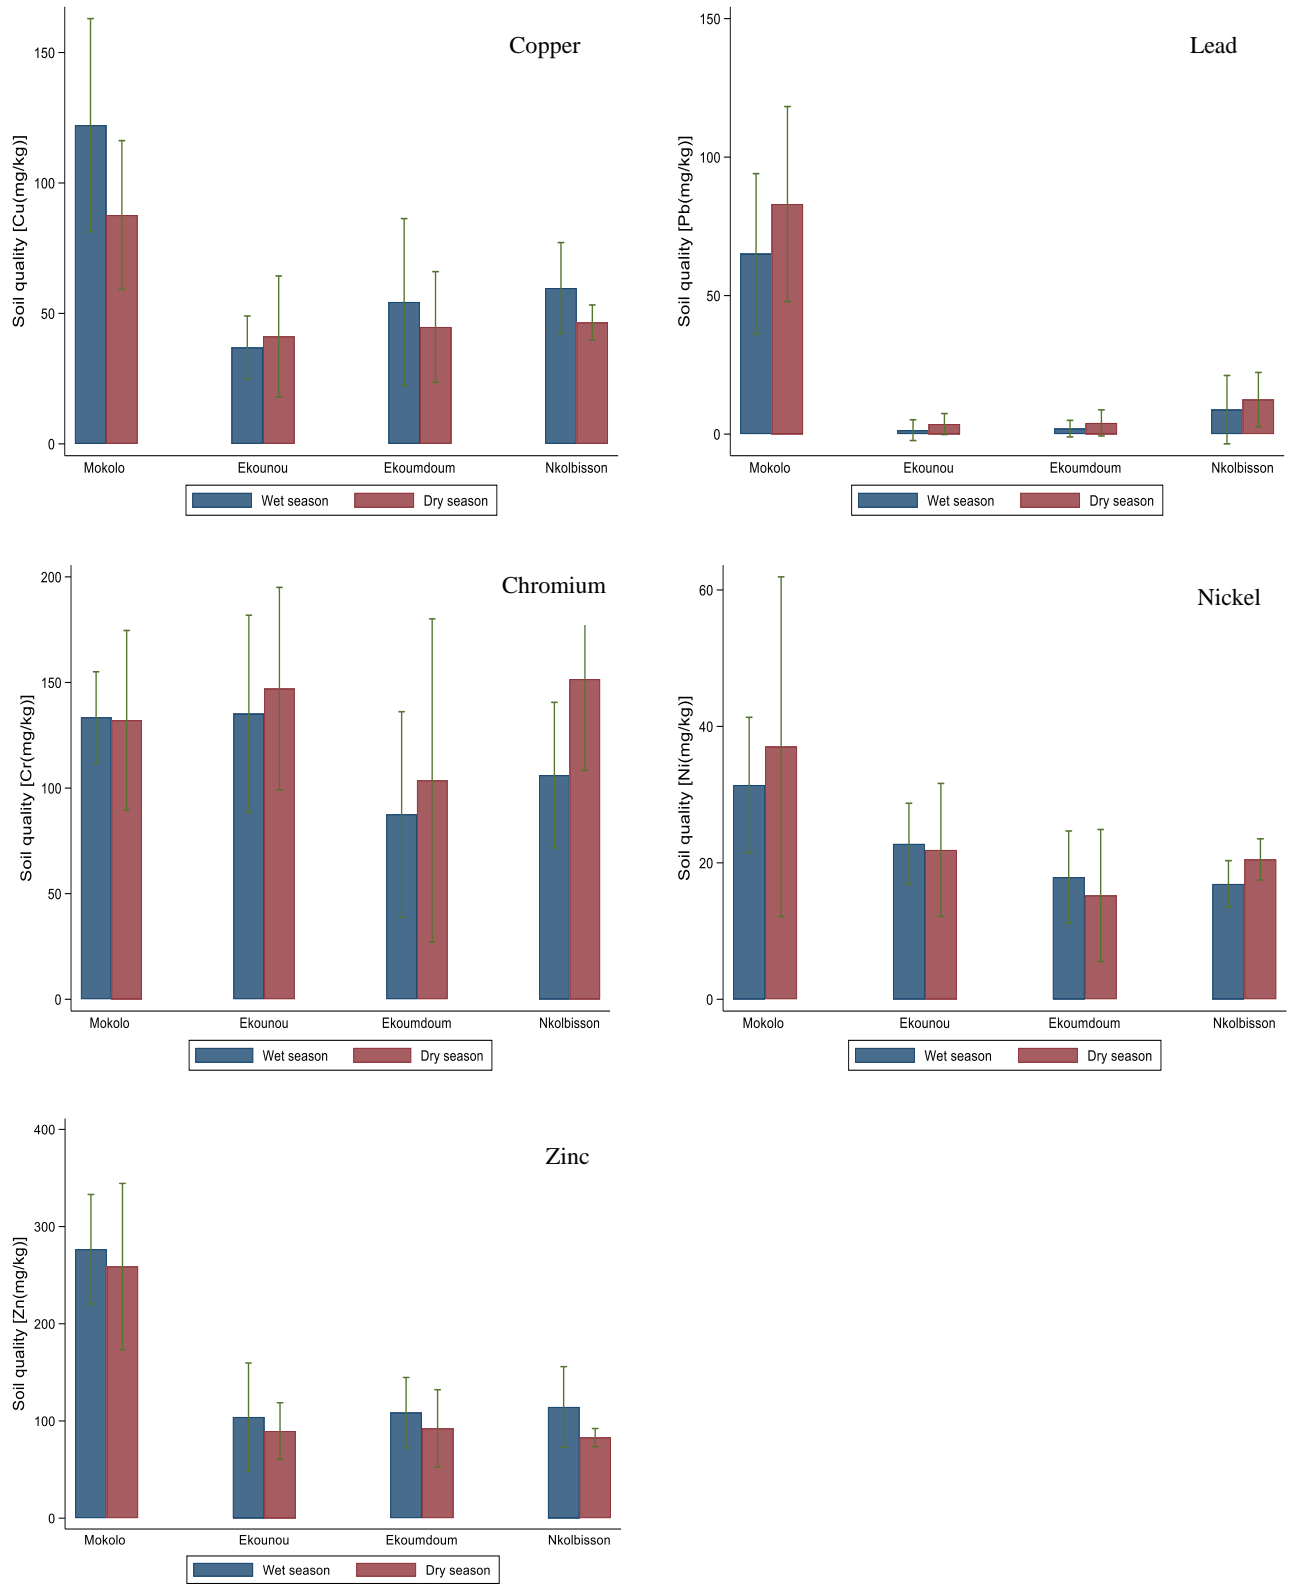 Copper
Soil quality [Cu(mg/kg)]
150
100
50
0
Mokolo Ekounou Ekoumdoum Nkolbisson
Wet season Dry season
Lead
Soil quality [Pb(mg/kg)]
150
100
50
0
Mokolo Ekounou Ekoumdoum Nkolbisson
Wet season Dry season
Chromium
Soil quality [Cr(mg/kg)]
200
150
100
50
0
Mokolo Ekounou Ekoumdoum Nkolbisson
Wet season Dry season
Nickel
Soil quality [Ni(mg/kg)]
60
40
20
0
Mokolo Ekounou Ekoumdoum Nkolbisson
Wet season Dry season
Zinc
Soil quality [Zn(mg/kg)]
400
300
200
100
0
Mokolo Ekounou Ekoumdoum Nkolbisson
Wet season Dry season